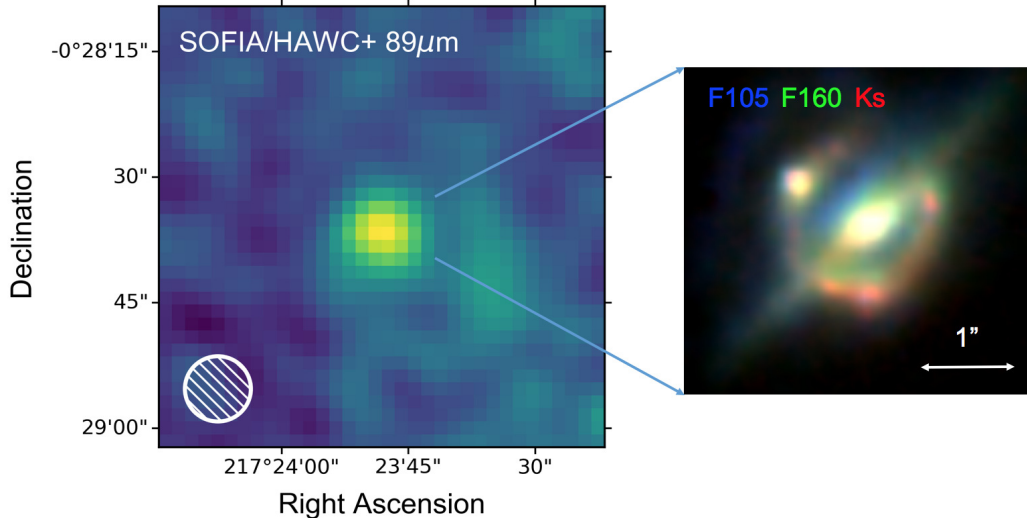 SOFIA/HAWC+ 89μm
-0°28'15"
30"
45"
29'00"
Declination
217°24'00"
23'45"
30"
Right Ascension
F105 F160 Ks
1”